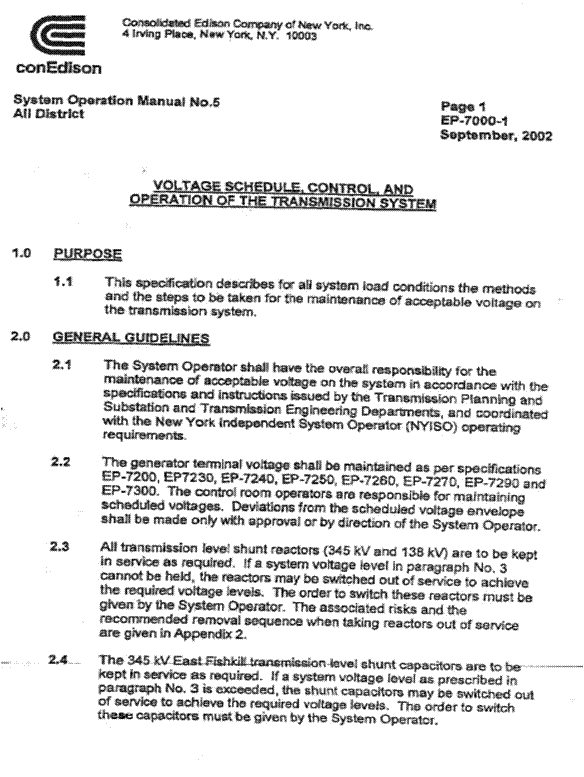 Consolidated Edison Company of New York, Inc.
4 Irving Place, New York, N.Y. 10003
conEdison
System Operation Manual No.5
All District
Page 1
EP-7000-1
September, 2002
VOLTAGE SCHEDULE, CONTROL, AND
OPERATION OF THE TRANSMISSION SYSTEM
1.0 PURPOSE
1.1 This specification describes for all system load conditions the methods
and the steps to be taken for the maintenance of acceptable voltage on
the transmission system.
2.0 GENERAL GUIDELINES
2.1 The System Operator shall have the overall responsibility for the
maintenance of acceptable voltage on the system in accordance with the
specifications and instructions issued by the Transmission Planning and
Substation and Transmission Engineering Departments, and coordinated
with the New York Independent System Operator (NYISO) operating
requirements.
2.2 The generator terminal voltage shall be maintained as per specifications
EP-7200, EP7230, EP-7240, EP-7250, EP-7260, EP-7270, EP-7290 and
EP-7300. The control room operators are responsible for maintaining
scheduled voltages. Deviations from the scheduled voltage envelope
shall be made only with approval or by direction of the System Operator.
2.3 All transmission level shunt reactors (345 kV and 138 kV) are to be kept
in service as required. If a system voltage level in paragraph No. 3
cannot be held, the reactors may be switched out of service to achieve
the required voltage levels. The order to switch these reactors must be
given by the System Operator. The associated risks and the
recommended removal sequence when taking reactors out of service
are given in Appendix 2.
2.4 The 345 kV East Fishkill transmission level shunt capacitors are to be
kept in service as required. If a system voltage level as prescribed in
paragraph No. 3 is exceeded, the shunt capacitors may be switched out
of service to achieve the required voltage levels. The order to switch
these capacitors must be given by the System Operator.